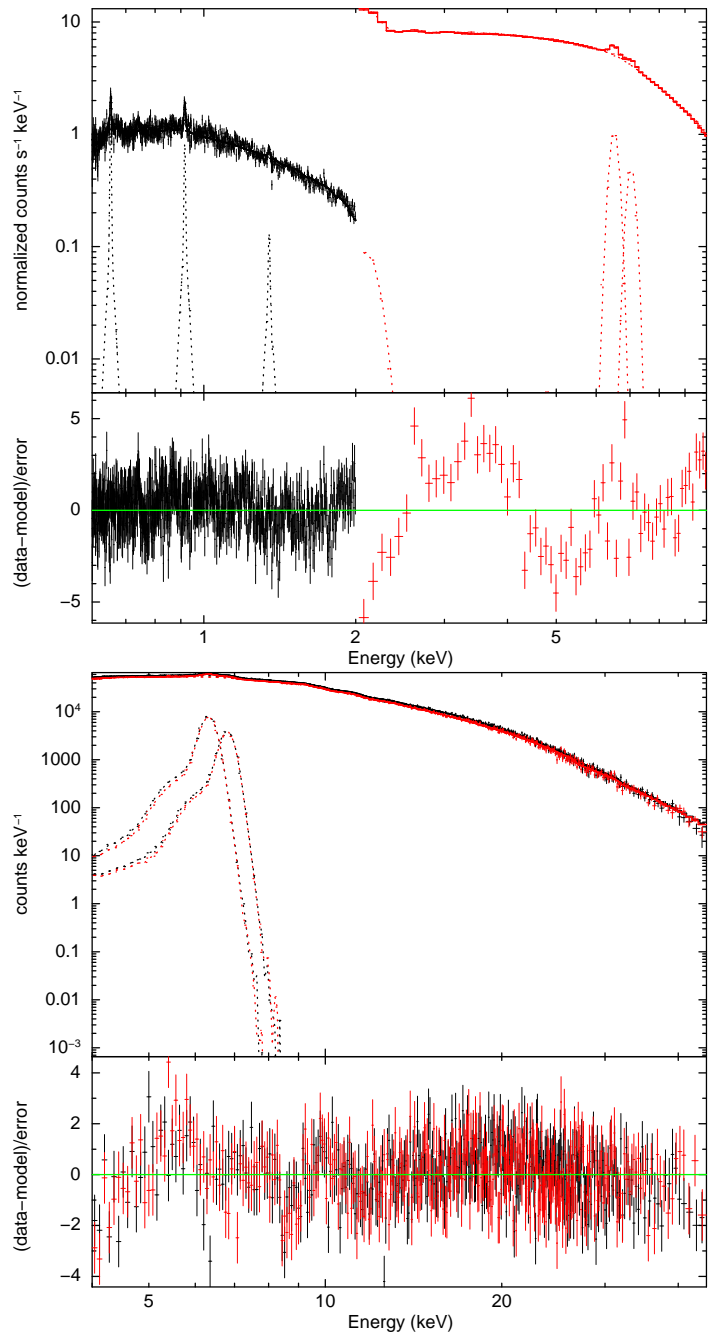 10
1
0.1
0.01
normalized counts s⁻¹ keV⁻¹
5
0
−5
(data−model)/error
1 2 5
Energy (keV)
10⁴
1000
100
10
1
0.1
0.01
10⁻³
counts keV⁻¹
4
2
0
−2
−4
(data−model)/error
5 10 20
Energy (keV)